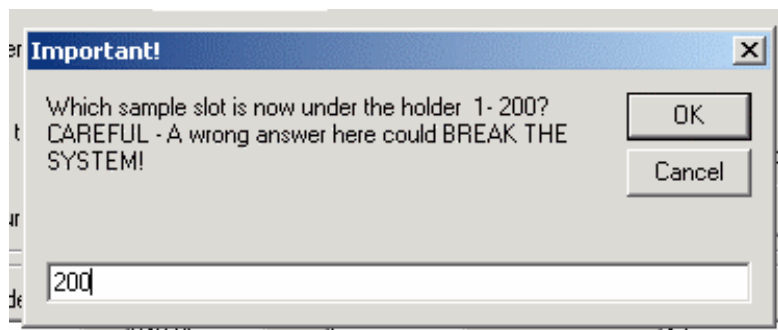 Important!
Which sample slot is now under the holder 1- 200?
CAREFUL - A wrong answer here could BREAK THE
SYSTEM!
OK
Cancel
200